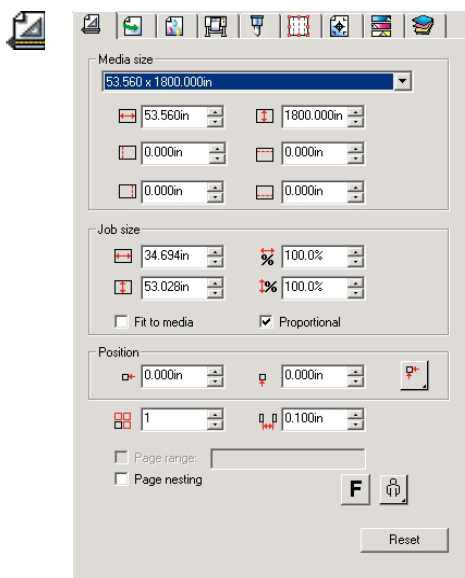 Media size
53.560 x 1800.000in
53.560in 1800.000in
0.000in 0.000in
0.000in 0.000in
Job size
34.694in % 100.0%
53.028in % 100.0%
Fit to media Proportional
Position
0.000in 0.000in
1 0.100in
Page range:
Page nesting
F
Reset